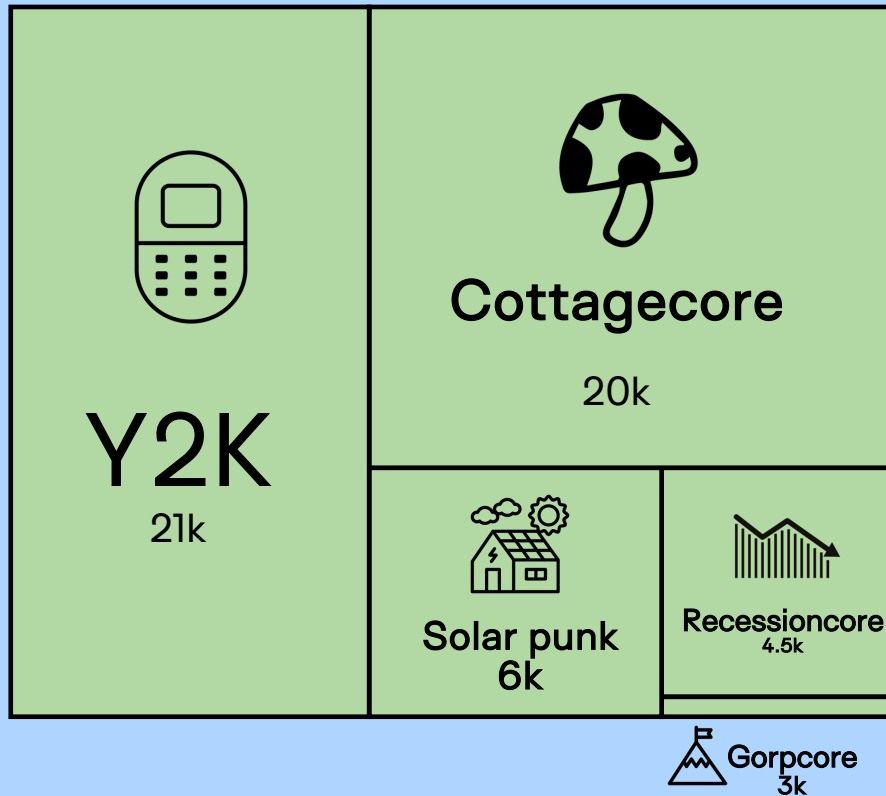 Y2K
21k
Cottagecore
20k
Solar punk
6k
Recessioncore
4.5k
Gorpcore
3k